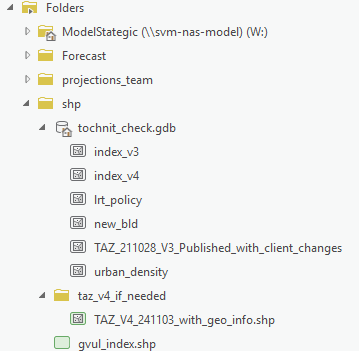 Folders
ModelStategic (\\svm-nas-model) (W:)
Forecast
projections_team
shp
tochnit_check.gdb
index_v3
index_v4
lrt_policy
new_bld
TAZ_211028_V3_Published_with_client_changes
urban_density
taz_v4_if_needed
TAZ_V4_241103_with_geo_info.shp
gvul_index.shp